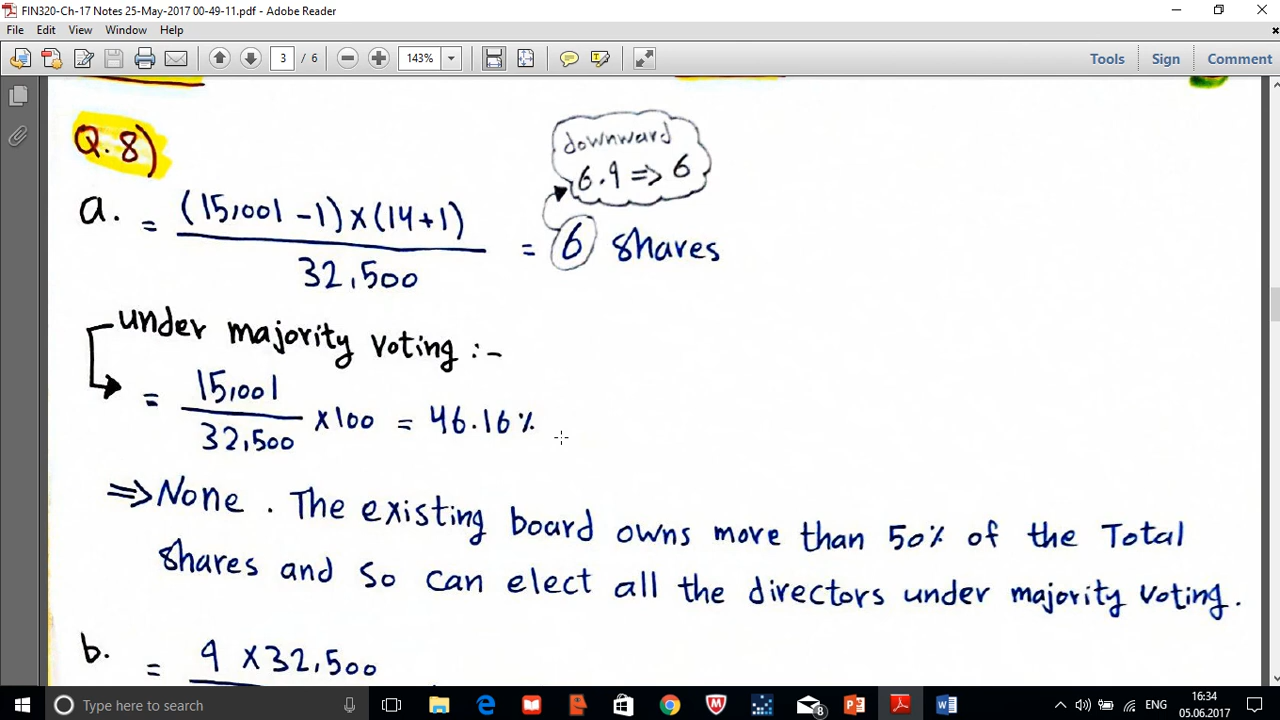 FIN320-Ch-17 Notes 25-May-2017 00-49-11.pdf - Adobe Reader
File Edit View Window Help
3 / 6 143% Tools Sign Comment
Q.8)
downward
6.9 => 6
a. = (15,001 - 1) x (14+1)
32,500
= 6 shares
under majority voting :-
= 15,001
32,500
x100 = 46.16%
=> None. The existing board owns more than 50% of the Total
shares and so can elect all the directors under majority voting.
b. = 9 x 32,500
Type here to search
8
ENG
16:34
05.06.2017